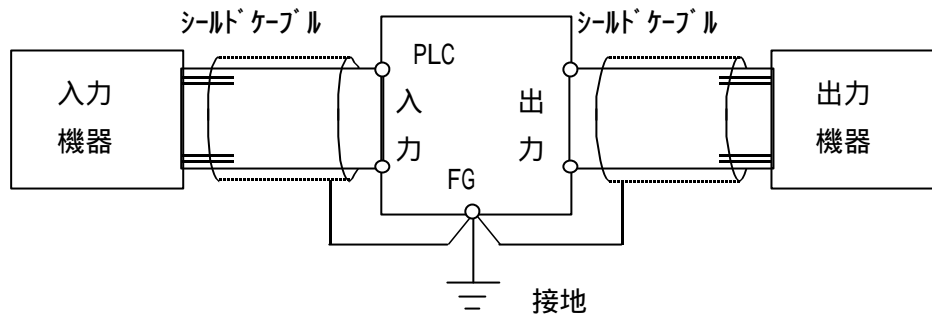 シールドケーブル
シールドケーブル
PLC
入力
機器
入
力
出
力
出力
機器
FG
接地